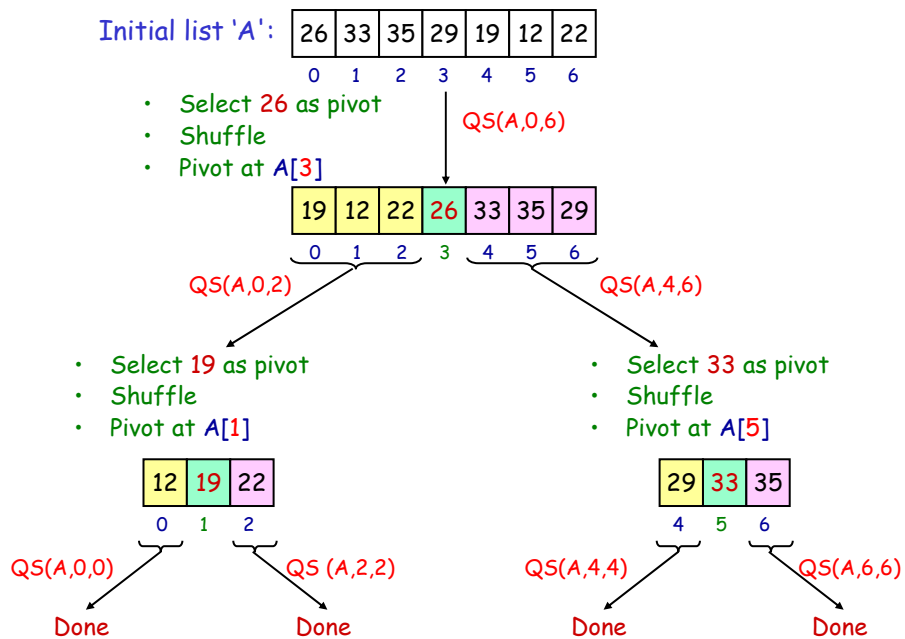 Initial list 'A': 26 33 35 29 19 12 22
0 1 2 3 4 5 6
• Select 26 as pivot
• Shuffle
• Pivot at A[3]
QS(A,0,6)
19 12 22 26 33 35 29
0 1 2 3 4 5 6
QS(A,0,2)
QS(A,4,6)
• Select 19 as pivot
• Shuffle
• Pivot at A[1]
• Select 33 as pivot
• Shuffle
• Pivot at A[5]
12 19 22
0 1 2
29 33 35
4 5 6
QS(A,0,0)
QS (A,2,2)
QS(A,4,4)
QS(A,6,6)
Done
Done
Done
Done